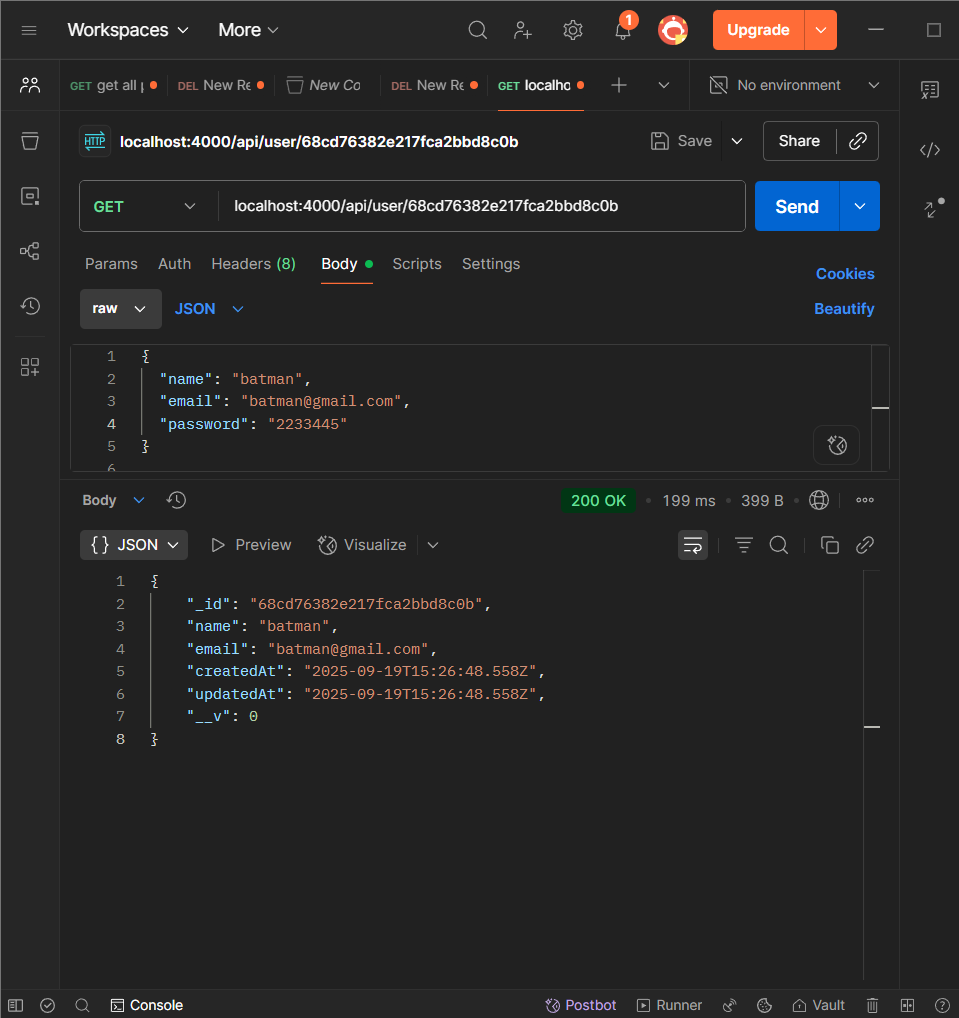 Workspaces More 1 Upgrade
GET get all p DEL New Re New Co DEL New Re GET localho No environment
HTTP localhost:4000/api/user/68cd76382e217fca2bbd8c0b Save Share
GET localhost:4000/api/user/68cd76382e217fca2bbd8c0b Send
Params Auth Headers (8) Body Scripts Settings
Cookies
raw JSON Beautify
1 {
2 "name": "batman",
3 "email": "batman@gmail.com",
4 "password": "2233445"
5 }
6
Body 200 OK 199 ms 399 B
{} JSON Preview Visualize
1 {
2 "_id": "68cd76382e217fca2bbd8c0b",
3 "name": "batman",
4 "email": "batman@gmail.com",
5 "createdAt": "2025-09-19T15:26:48.558Z",
6 "updatedAt": "2025-09-19T15:26:48.558Z",
7 "__v": 0
8 }
Console Postbot Runner Vault